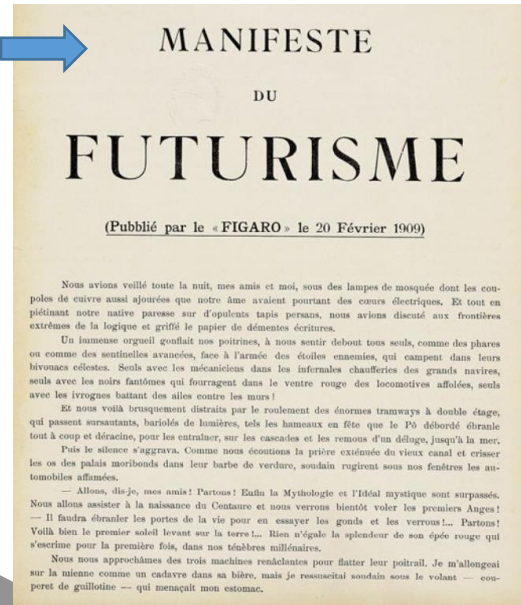 MANIFESTE
DU
FUTURISME
(Pubblié par le « FIGARO » le 20 Février 1909)
Nous avions veillé toute la nuit, mes amis et moi, sous des lampes de mosquée dont les cou-
poles de cuivre aussi ajourées que notre âme avaient pourtant des cœurs électriques. Et tout en
piétinant notre native paresse sur d'opulents tapis persans, nous avions discuté aux frontières
extrêmes de la logique et griffé le papier de démentes écritures.
Un immense orgueil gonflait nos poitrines, à nous sentir debout tous seuls, comme des phares
ou comme des sentinelles avancées, face à l'armée des étoiles ennemies, qui campent dans leurs
bivouacs célestes. Seuls avec les mécaniciens dans les infernales chaufferies des grands navires,
seuls avec les noirs fantômes qui fourragent dans le ventre rouge des locomotives affolées, seuls
avec les ivrognes battant des ailes contre les murs !
Et nous voilà brusquement distraits par le roulement des énormes tramways à double étage,
qui passent sursautants, bariolés de lumières, tels les hameaux en fête que le Pô débordé ébranle
tout à coup et déracine, pour les entraîner, sur les cascades et les remous d'un déluge, jusqu'à la mer.
Puis le silence s'aggrava. Comme nous écoutions la prière exténuée du vieux canal et crisser
les os des palais moribonds dans leur barbe de verdure, soudain rugirent sous nos fenêtres les au-
tomobiles affamées.
— Allons, dis-je, mes amis ! Partons ! Enfin la Mythologie et l'Idéal mystique sont surpassés.
Nous allons assister à la naissance du Centaure et nous verrons bientôt voler les premiers Anges !
— Il faudra ébranler les portes de la vie pour en essayer les gonds et les verrous !... Partons !
Voilà bien le premier soleil levant sur la terre !... Rien n'égale la splendeur de son épée rouge qui
s'escrime pour la première fois, dans nos ténèbres millénaires.
Nous nous approchâmes des trois machines renâclantes pour flatter leur poitrail. Je m'allongeai
sur la mienne comme un cadavre dans sa bière, mais je ressuscitai soudain sous le volant — cou-
peret de guillotine — qui menaçait mon estomac.